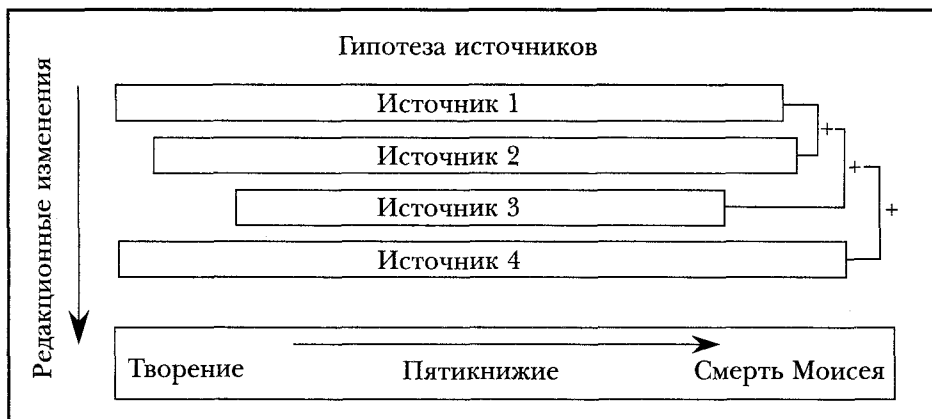 Гипотеза источников
Редакционные изменения
Источник 1
+
Источник 2
+
Источник 3
+
Источник 4
Творение
Пятикнижие
Смерть Моисея